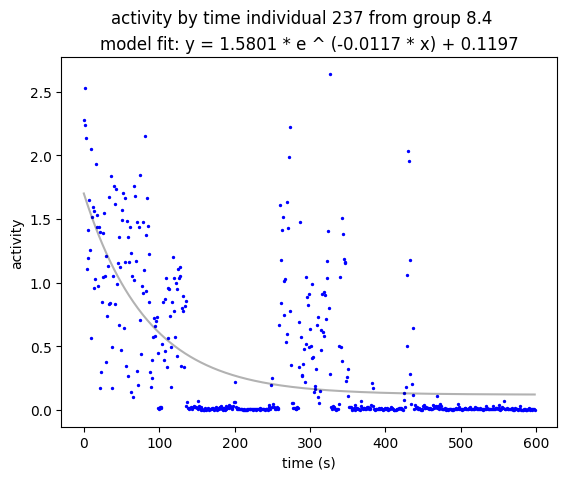 activity by time individual 237 from group 8.4
model fit: y = 1.5801 * e ^ (-0.0117 * x) + 0.1197
2.5
2.0
1.5
1.0
0.5
0.0
activity
0 100 200 300 400 500 600
time (s)